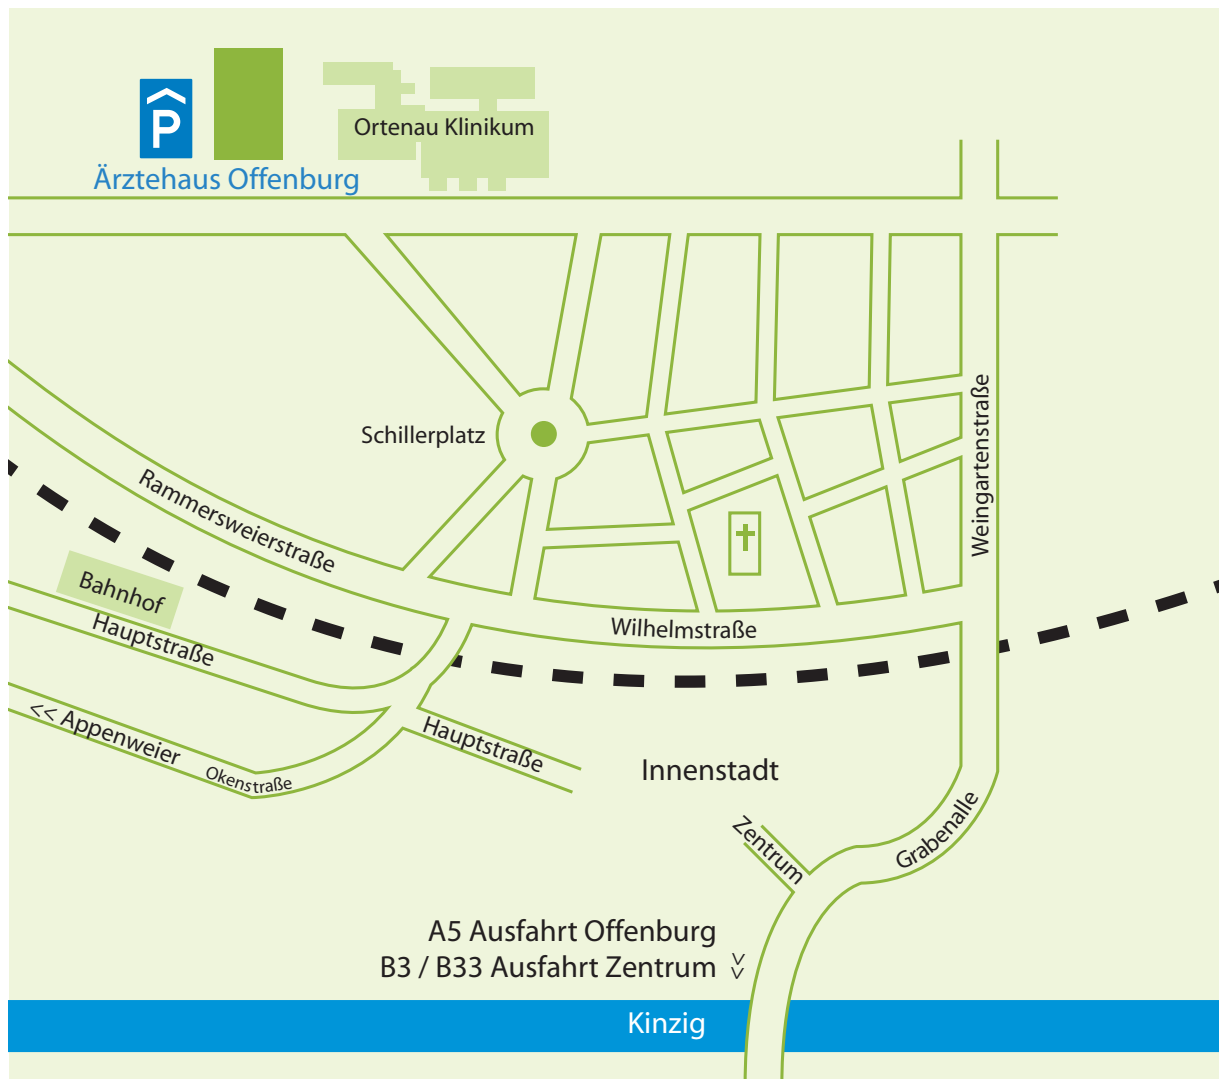 P
Ortenau Klinikum
Ärztehaus Offenburg
Schillerplatz
Weingartenstraße
Rammersweierstraße
Bahnhof
Hauptstraße
Wilhelmstraße
<< Appenweier
Okenstraße
Hauptstraße
Innenstadt
Zentrum
Grabenalle
A5 Ausfahrt Offenburg
B3 / B33 Ausfahrt Zentrum >>
Kinzig